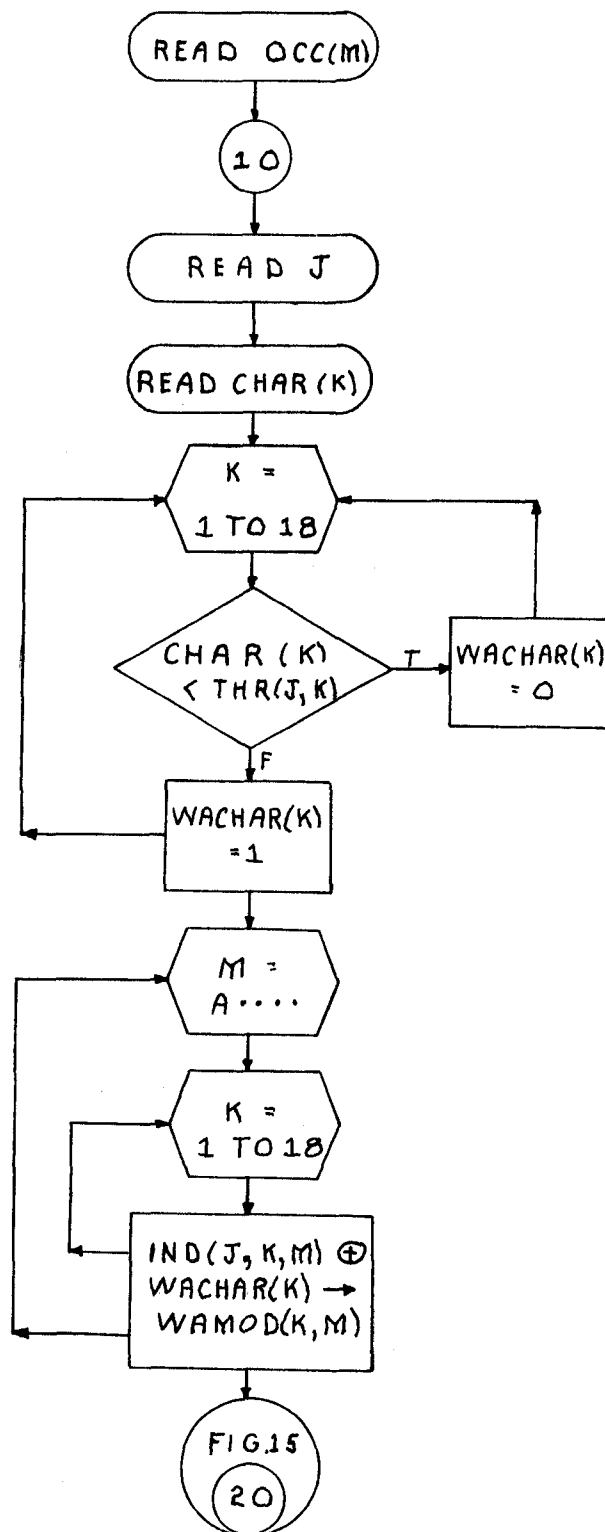 READ OCC(M)
10
READ J
READ CHAR(K)
K =
1 TO 18
CHAR(K)
< THR(J,K)
T
WACHAR(K)
= 0
F
WACHAR(K)
=1
M =
A····
K =
1 TO 18
IND(J,K,M) ⊕
WACHAR(K) →
WAMOD(K,M)
FIG.15
20